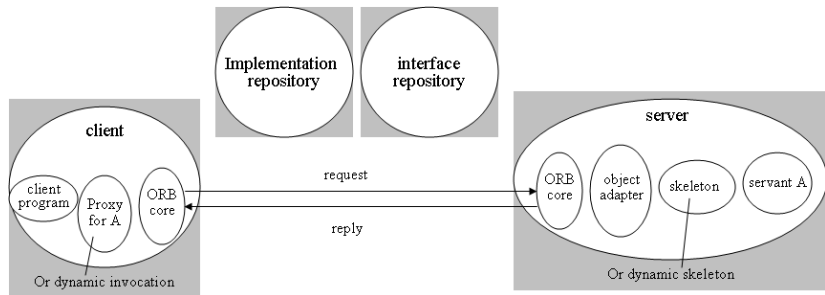 Implementation
repository
interface
repository
client
server
client
program
Proxy
for A
ORB
core
request
reply
ORB
core
object
adapter
skeleton
servant A
Or dynamic invocation
Or dynamic skeleton